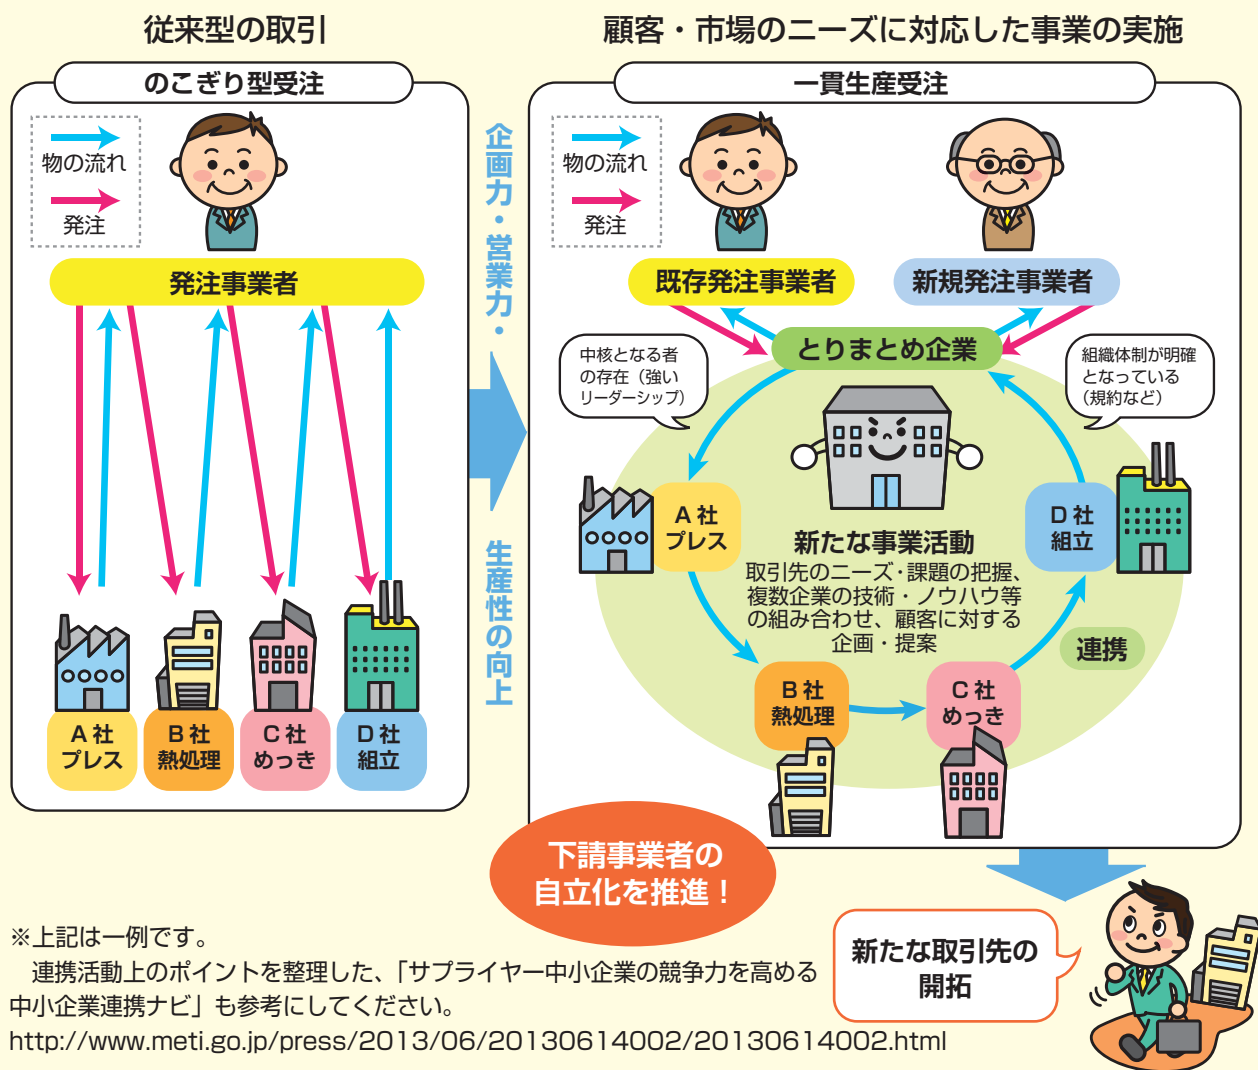 従来型の取引
のこぎり型受注
物の流れ
発注
発注事業者
A 社
プレス
B 社
熱処理
C 社
めっき
D 社
組立
企画力・営業力・
生産性の向上
顧客・市場のニーズに対応した事業の実施
一貫生産受注
物の流れ
発注
既存発注事業者
新規発注事業者
とりまとめ企業
中核となる者
の存在（強い
リーダーシップ）
組織体制が明確
となっている
（規約など）
A 社
プレス
D 社
組立
新たな事業活動
取引先のニーズ・課題の把握、
複数企業の技術・ノウハウ等
の組み合わせ、顧客に対する
企画・提案
連携
B 社
熱処理
C 社
めっき
下請事業者の
自立化を推進！
新たな取引先の
開拓
※上記は一例です。
連携活動上のポイントを整理した、「サプライヤー中小企業の競争力を高める
中小企業連携ナビ」も参考にしてください。
http://www.meti.go.jp/press/2013/06/20130614002/20130614002.html